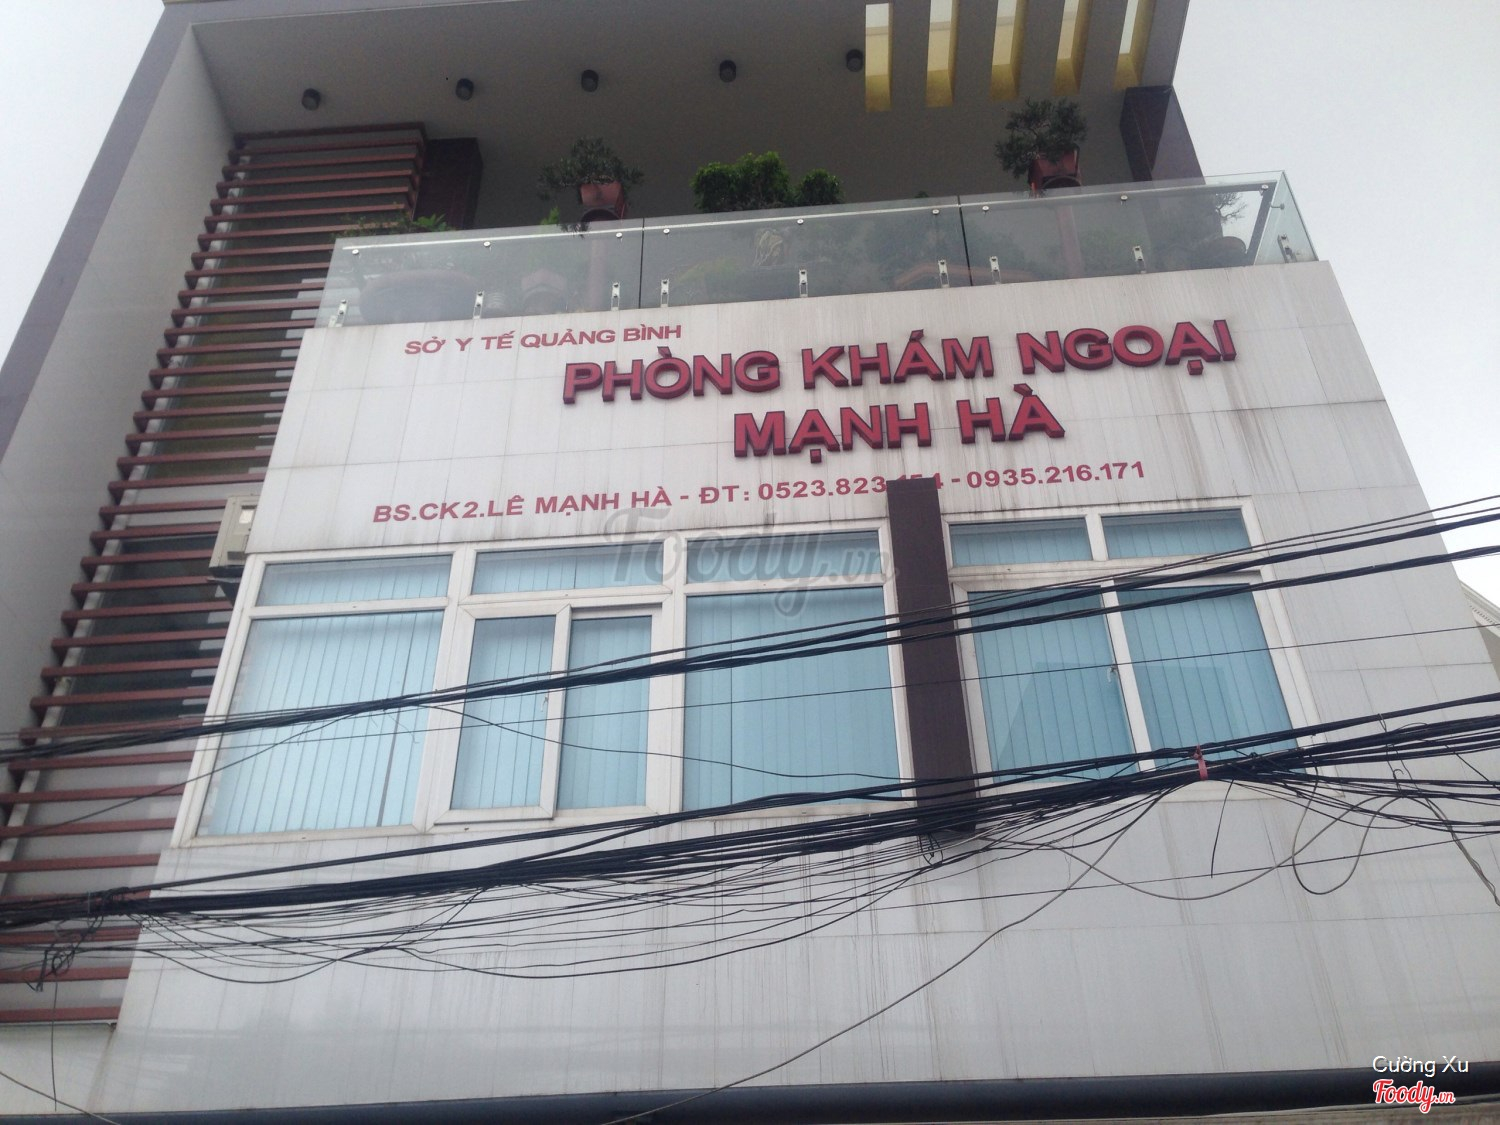 SỞ Y TẾ QUẢNG BÌNH
PHÒNG KHÁM NGOẠI
MẠNH HÀ
BS.CK2.LÊ MẠNH HÀ - ĐT: 0523.823.154 - 0935.216.171
Foody.vn
Cường Xu
Foody.vn